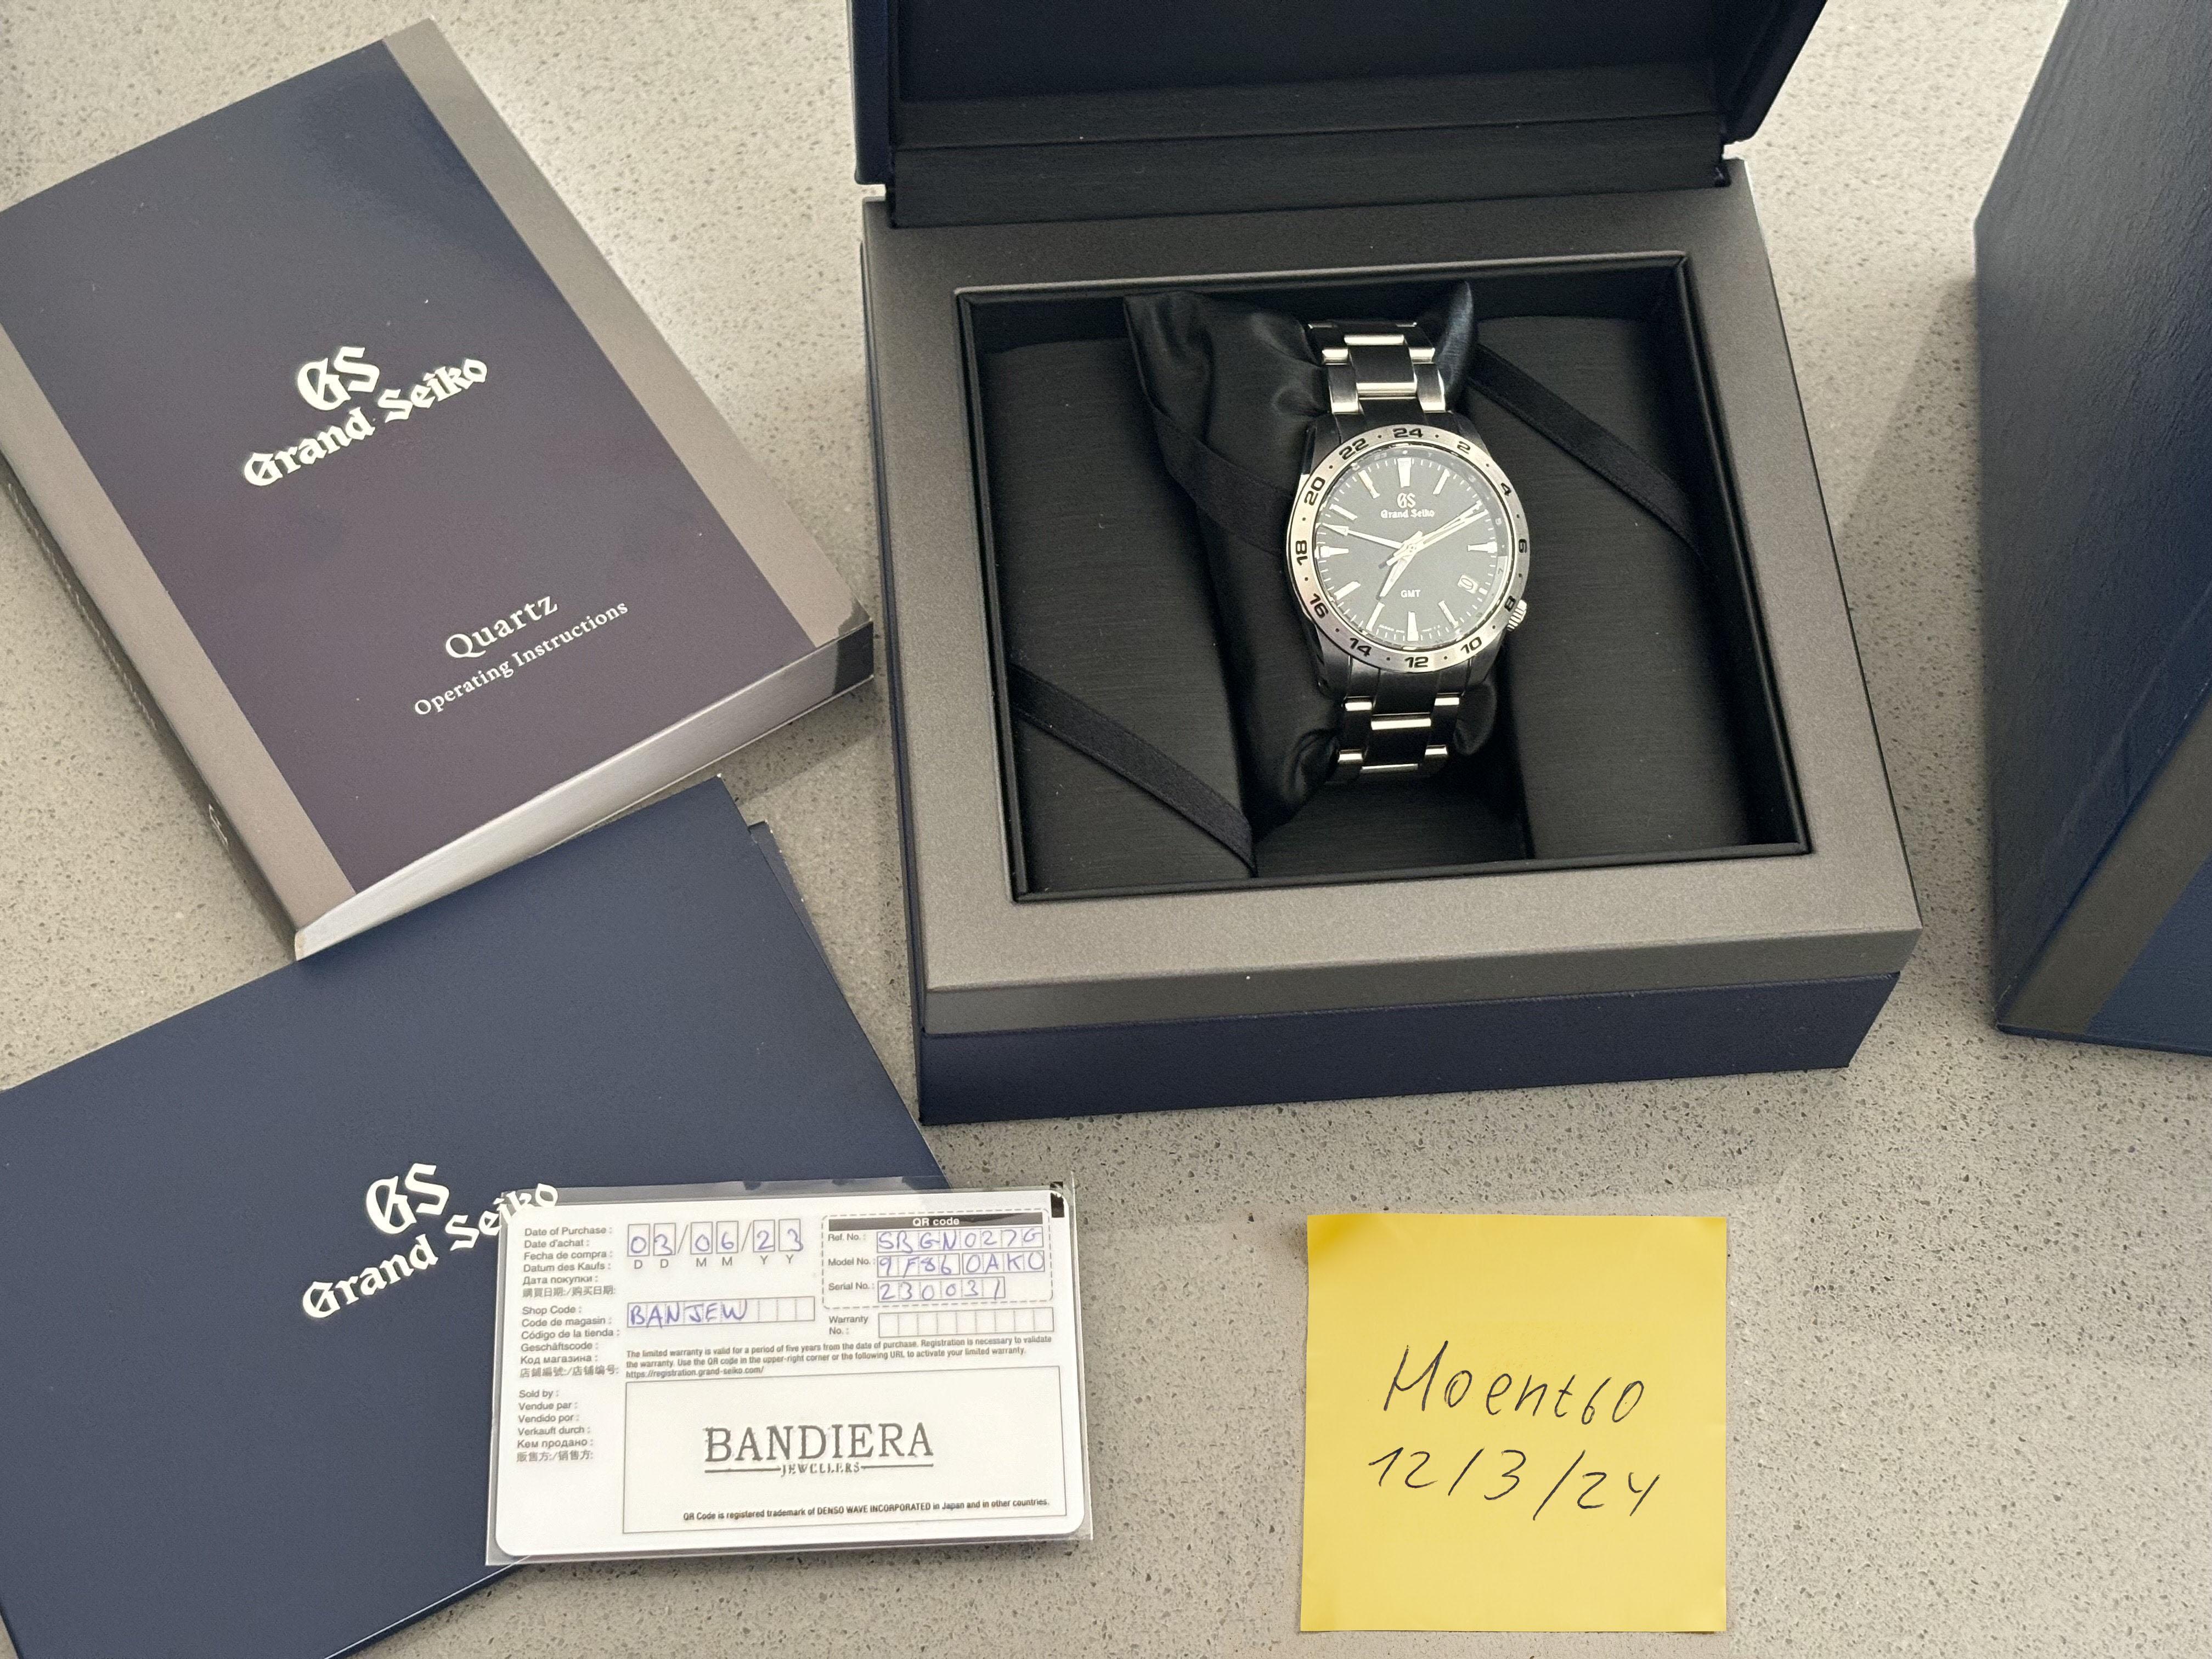 GS
Grand Seiko
Quartz
Operating Instructions
22 24 2 4 6 8 10 12 14 16 18 20
GS
Grand Seiko
GMT
GS
Grand Seiko
Date of Purchase :
Date d'achat :
Fecha de compra :
Datum des Kaufs :
Дата покупки :
購買日期:/购买日期:
03/06/23
D D M M Y Y
Shop Code :
Code de magasin :
Código de la tienda :
Geschäftscode :
Код магазина :
店鋪編號:/店铺编号:
BANJEW
QR code
Ref. No. : SBGN027G
Model No. : 9F86 0AK0
Serial No. : 230031
Warranty
No. :
The limited warranty is valid for a period of five years from the date of purchase. Registration is necessary to validate
the warranty. Use the QR code in the upper-right corner or the following URL to activate your limited warranty.
https://registration.grand-seiko.com/
Sold by :
Vendue par :
Vendido por :
Verkauft durch :
Кем продано :
販售方:/销售方:
BANDIERA
JEWELLERS
QR Code is registered trademark of DENSO WAVE INCORPORATED in Japan and in other countries.
Moent60
12/3/24